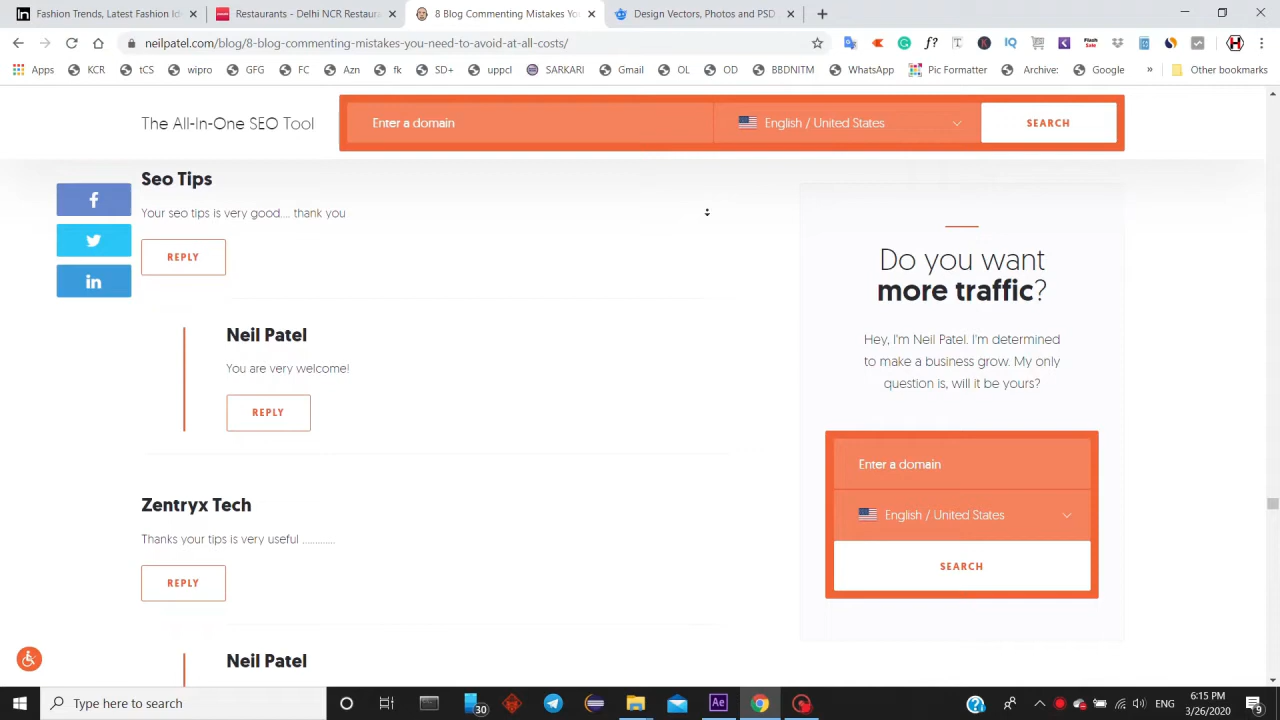 Fashion Trends, Latest Fashion Id
Restaurants - Delhi NCR Restaura
8 Blog Commenting Mistakes You
Design Vectors, Photos and PSD
neilpatel.com/blog/8-blog-commenting-mistakes-you-need-to-avoid-at-all-costs/
Apps KCB tCS wipro GFG FC Azn fk SD+ uppcl SARKARI Gmail OL OD BBDNITM WhatsApp Pic Formatter Archive: Google » Other bookmarks
The All-In-One SEO Tool
Enter a domain
English / United States
SEARCH
Seo Tips
Your seo tips is very good.... thank you
REPLY
Neil Patel
You are very welcome!
REPLY
Zentryx Tech
Thanks your tips is very useful ............
REPLY
Neil Patel
Do you want
more traffic?
Hey, I'm Neil Patel. I'm determined
to make a business grow. My only
question is, will it be yours?
Enter a domain
English / United States
SEARCH
Type here to search
30
Ae
ENG
6:15 PM
3/26/2020
9